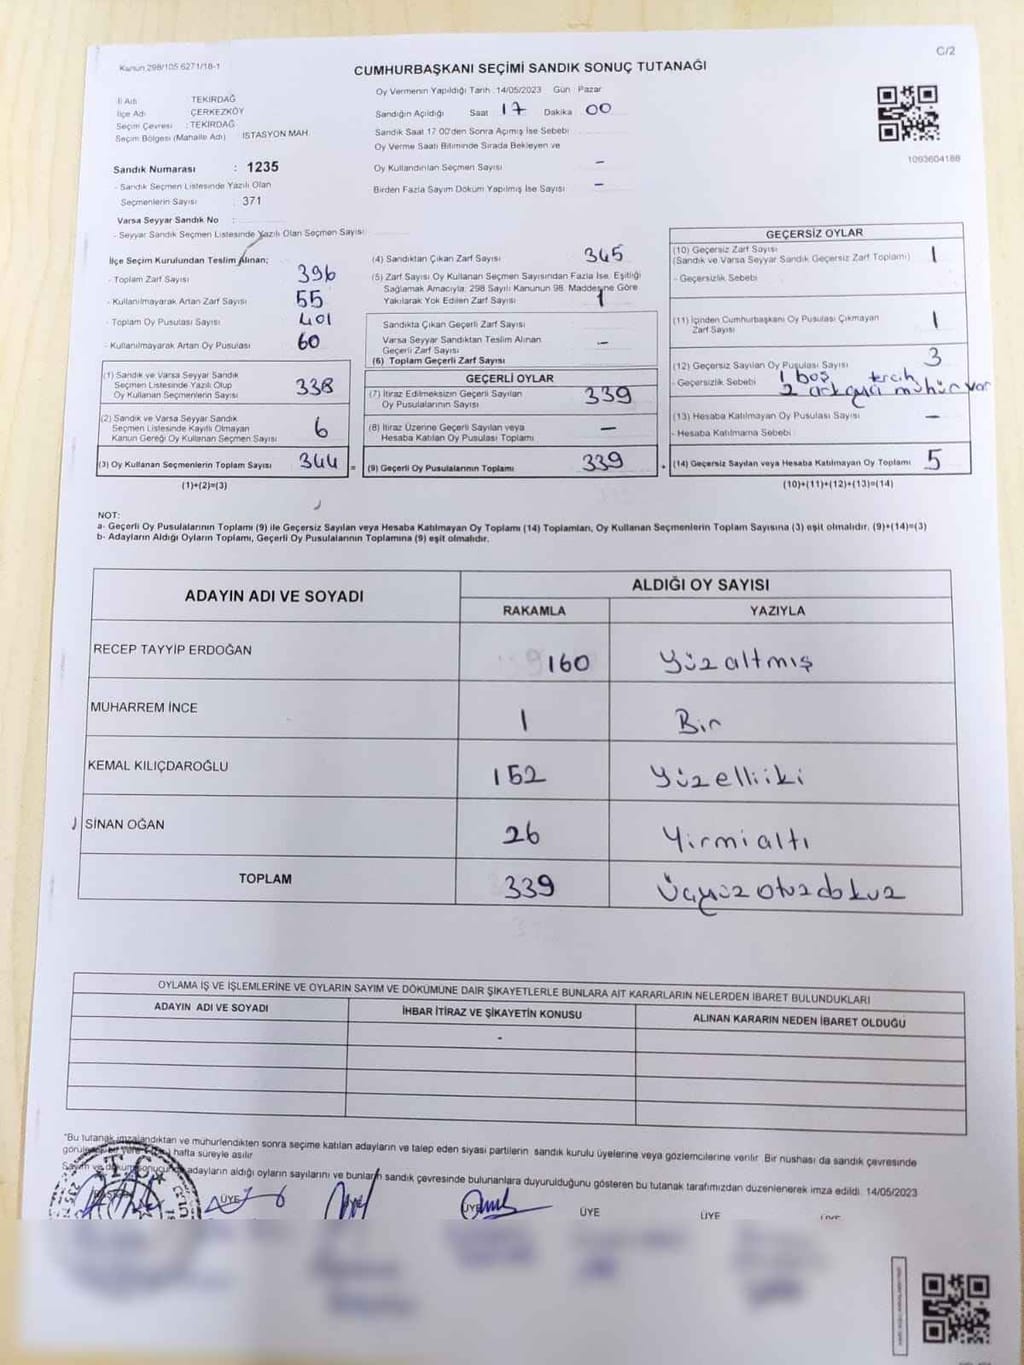 C/2
Kanun 298/105 6271/18-1
CUMHURBAŞKANI SEÇİMİ SANDIK SONUÇ TUTANAĞI
İl Adı TEKİRDAĞ
İlçe Adı ÇERKEZKÖY
Seçim Çevresi : TEKİRDAĞ
Seçim Bölgesi (Mahalle Adı) İSTASYON MAH
Sandık Numarası : 1235
- Sandık Seçmen Listesinde Yazılı Olan
Seçmenlerin Sayısı : 371
Varsa Seyyar Sandık No :
- Seyyar Sandık Seçmen Listesinde Yazılı Olan Seçmen Sayısı
Oy Vermenin Yapıldığı Tarih : 14/05/2023 Gün : Pazar
Sandığın Açıldığı Saat 17 Dakika 00
Sandık Saat 17:00'den Sonra Açımış İse Sebebi
Oy Verme Saati Bitiminde Sırada Bekleyen ve
Oy Kullandırılan Seçmen Sayısı –
Birden Fazla Sayım Döküm Yapılmış İse Sayısı –
1093604188
İlçe Seçim Kurulundan Teslim Alınan;
- Toplam Zarf Sayısı 396
- Kullanılmayarak Artan Zarf Sayısı 55
- Toplam Oy Pusulası Sayısı 401
- Kullanılmayarak Artan Oy Pusulası 60
(1) Sandık ve Varsa Seyyar Sandık
Seçmen Listesinde Yazılı Olup
Oy Kullanan Seçmenlerin Sayısı 338
(2) Sandık ve Varsa Seyyar Sandık
Seçmen Listesinde Kayıtlı Olmayan
Kanun Gereği Oy Kullanan Seçmen Sayısı 6
(3) Oy Kullanan Seçmenlerin Toplam Sayısı 344 =
(1)+(2)=(3)
(4) Sandıktan Çıkan Zarf Sayısı 345
(5) Zarf Sayısı Oy Kullanan Seçmen Sayısından Fazla İse, Eşitliği
Sağlamak Amacıyla; 298 Sayılı Kanunun 98. Maddesine Göre
Yakılarak Yok Edilen Zarf Sayısı 1
Sandıkta Çıkan Geçerli Zarf Sayısı
Varsa Seyyar Sandıktan Teslim Alınan
Geçerli Zarf Sayısı –
(6) Toplam Geçerli Zarf Sayısı
GEÇERLİ OYLAR
(7) İtiraz Edilmeksizin Geçerli Sayılan
Oy Pusulalarının Sayısı 339
(8) İtiraz Üzerine Geçerli Sayılan veya
Hesaba Katılan Oy Pusulası Toplamı –
(9) Geçerli Oy Pusulalarının Toplamı 339 +
GEÇERSİZ OYLAR
(10) Geçersiz Zarf Sayısı
(Sandık ve Varsa Seyyar Sandık Geçersiz Zarf Toplamı) 1
- Geçersizlik Sebebi
(11) İçinden Cumhurbaşkanı Oy Pusulası Çıkmayan
Zarf Sayısı 1
(12) Geçersiz Sayılan Oy Pusulası Sayısı 3
- Geçersizlik Sebebi 1 boş tercih
2 arkayüzü mühür var
(13) Hesaba Katılmayan Oy Pusulası Sayısı –
- Hesaba Katılmama Sebebi
(14) Geçersiz Sayılan veya Hesaba Katılmayan Oy Toplamı 5
(10)+(11)+(12)+(13)=(14)
NOT:
a- Geçerli Oy Pusulalarının Toplamı (9) ile Geçersiz Sayılan veya Hesaba Katılmayan Oy Toplamı (14) Toplamları, Oy Kullanan Seçmenlerin Toplam Sayısına (3) eşit olmalıdır. (9)+(14)=(3)
b- Adayların Aldığı Oyların Toplamı, Geçerli Oy Pusulalarının Toplamına (9) eşit olmalıdır.
ADAYIN ADI VE SOYADI ALDIĞI OY SAYISI
RAKAMLA YAZIYLA
RECEP TAYYİP ERDOĞAN 160 Yüzaltmış
MUHARREM İNCE 1 Bir
KEMAL KILIÇDAROĞLU 152 Yüzelliiki
SİNAN OĞAN 26 Yirmialtı
TOPLAM 339 Üçyüzotuzdokuz
OYLAMA İŞ VE İŞLEMLERİNE VE OYLARIN SAYIM VE DÖKÜMÜNE DAİR ŞİKAYETLERLE BUNLARA AİT KARARLARIN NELERDEN İBARET BULUNDUKLARI
ADAYIN ADI VE SOYADI İHBAR İTİRAZ VE ŞİKAYETİN KONUSU ALINAN KARARIN NEDEN İBARET OLDUĞU
-
"Bu tutanak imzalandıktan ve mühürlendikten sonra seçime katılan adayların ve talep eden siyasi partilerin sandık kurulu üyelerine veya gözlemcilerine verilir. Bir nüshası da sandık çevresinde
hafta süreyle asılır
adayların aldığı oyların sayılarını ve bunların sandık çevresinde bulunanlara duyurulduğunu gösteren bu tutanak tarafımızdan düzenlenerek imza edildi. 14/05/2023
T.C.
ÜYE ÜYE ÜYE ÜYE